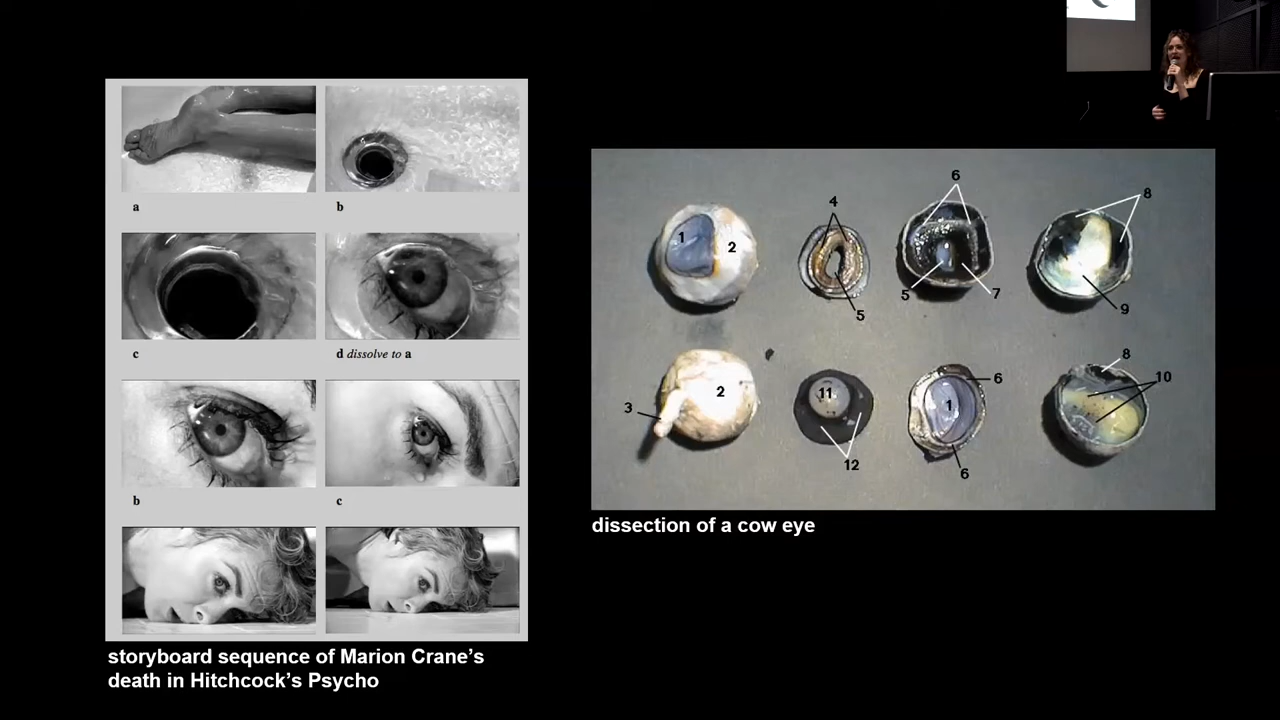 a
b
c
d dissolve to a
b
c
storyboard sequence of Marion Crane's
death in Hitchcock's Psycho
1
2
4
5
6
5
7
8
9
3
2
11
12
6
1
6
8
10
dissection of a cow eye